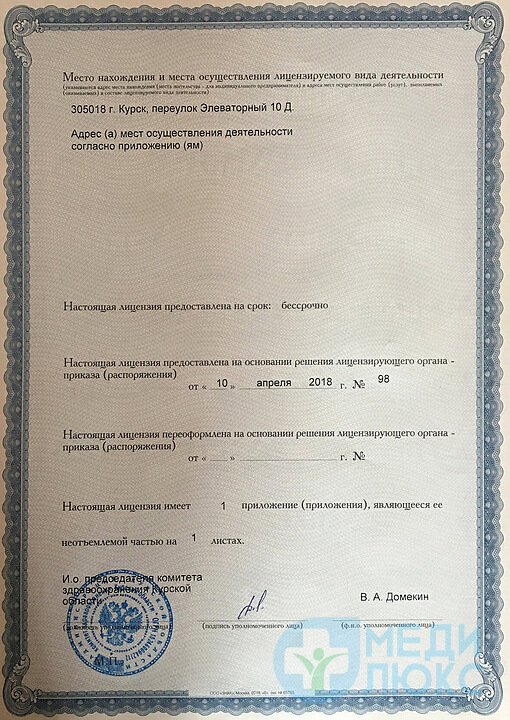 Место нахождения и места осуществления лицензируемого вида деятельности
(указываются адрес места нахождения (место жительства - для индивидуального предпринимателя) и адреса мест осуществления работ (услуг), выполняемых
(оказываемых) в составе лицензируемого вида деятельности)
305018 г. Курск, переулок Элеваторный 10 Д.
Адрес (а) мест осуществления деятельности
согласно приложению (ям)
Настоящая лицензия предоставлена на срок: бессрочно
Настоящая лицензия предоставлена на основании решения лицензирующего органа -
приказа (распоряжения)
от « 10 » апреля 2018 г. № 98
Настоящая лицензия переоформлена на основании решения лицензирующего органа -
приказа (распоряжения)
от « » г. №
Настоящая лицензия имеет 1 приложение (приложения), являющееся ее
неотъемлемой частью на 1 листах.
И.о. председателя комитета
здравоохранения Курской
области
В. А. Домекин
(должность уполномоченного лица) (подпись уполномоченного лица) (ф.и.о. уполномоченного лица)
М.П.
МЕДИ
ЛЮКС